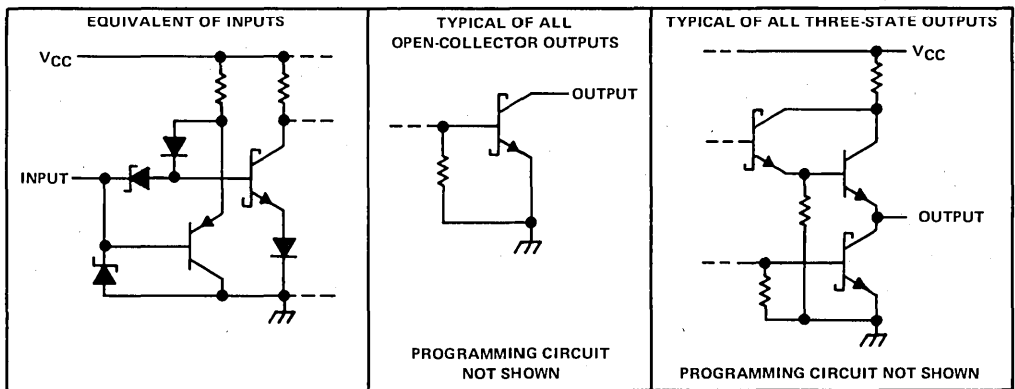 EQUIVALENT OF INPUTS
VCC
INPUT
TYPICAL OF ALL
OPEN-COLLECTOR OUTPUTS
OUTPUT
PROGRAMMING CIRCUIT
NOT SHOWN
TYPICAL OF ALL THREE-STATE OUTPUTS
VCC
OUTPUT
PROGRAMMING CIRCUIT NOT SHOWN